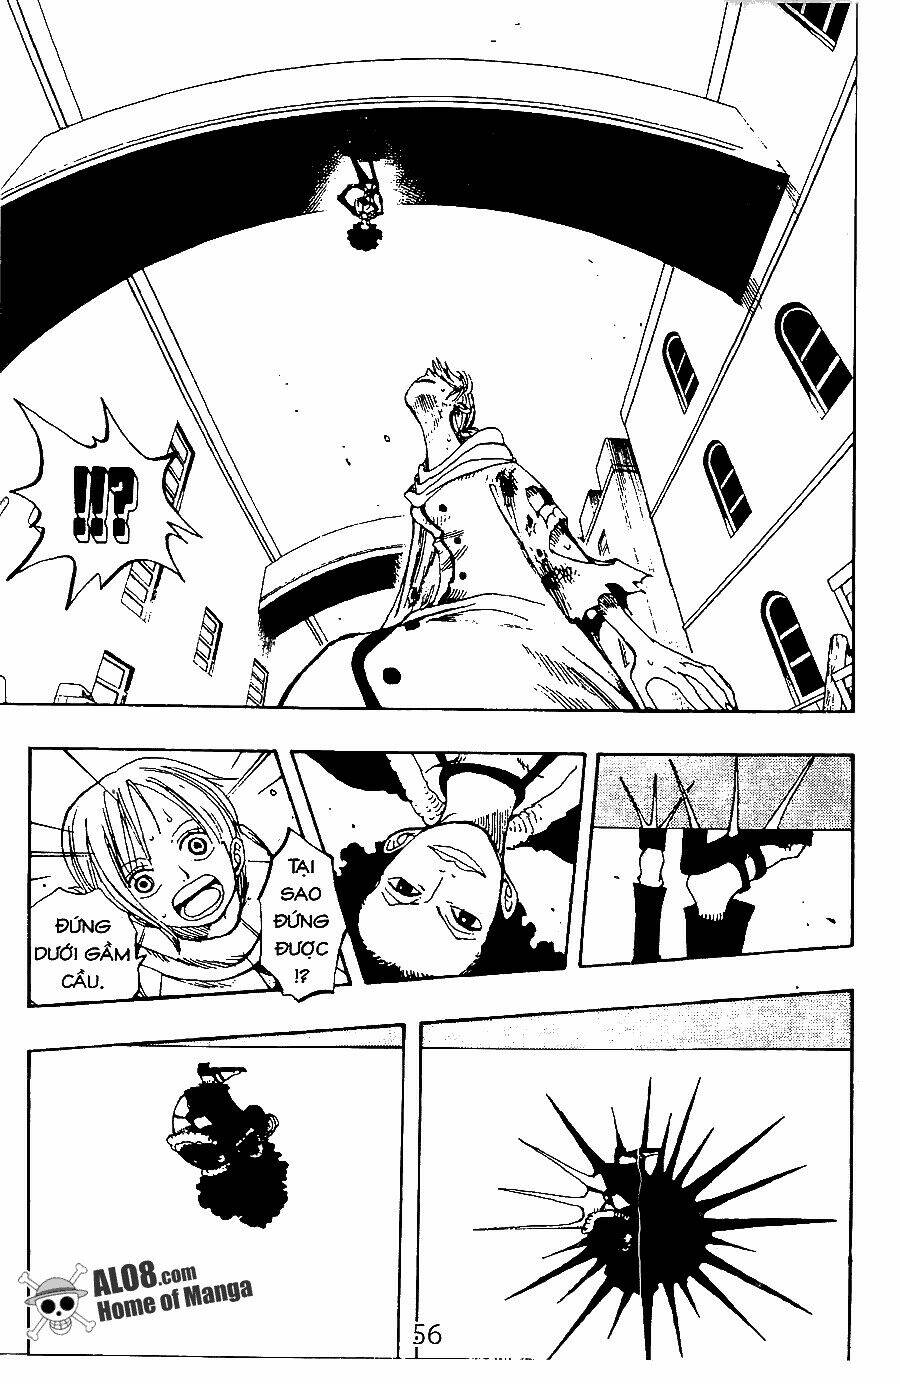 !!?
TẠI
SAO
ĐỨNG
ĐƯỢC
!?
ĐỨNG
DƯỚI GẦM
CẦU.
ALO8.com
Home of Manga
56